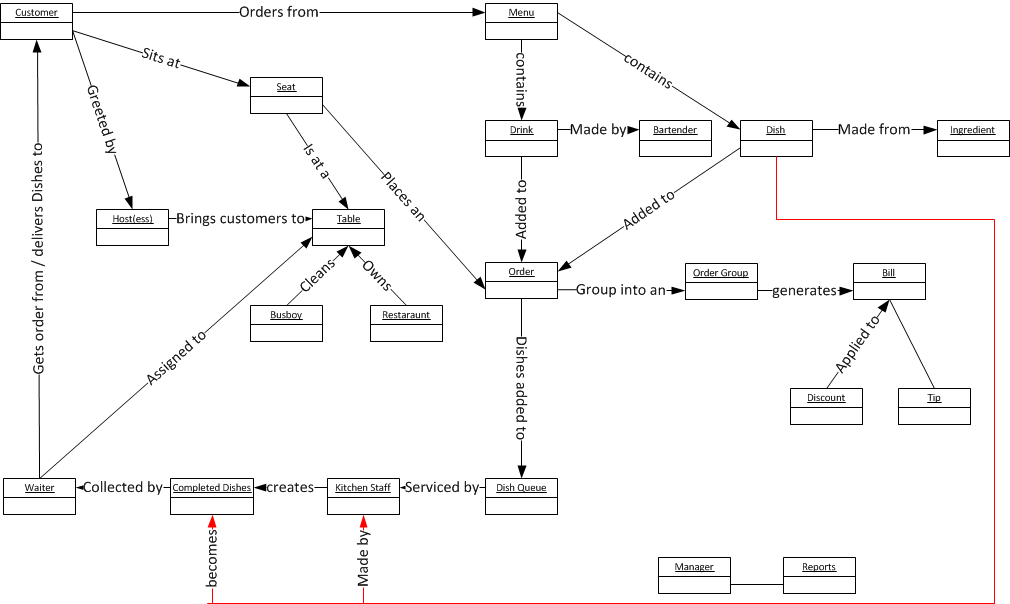 Customer
Orders from
Menu
Sits at
contains
contains
Seat
Greeted by
Drink
Made by
Bartender
Dish
Made from
Ingredient
Is at a
Places an
Added to
Added to
Gets order from / delivers Dishes to
Host(ess)
Brings customers to
Table
Cleans
Owns
Order
Group into an
Order Group
generates
Bill
Busboy
Restaraunt
Assigned to
Dishes added to
Applied to
Discount
Tip
Waiter
Collected by
Completed Dishes
creates
Kitchen Staff
Serviced by
Dish Queue
becomes
Made by
Manager
Reports